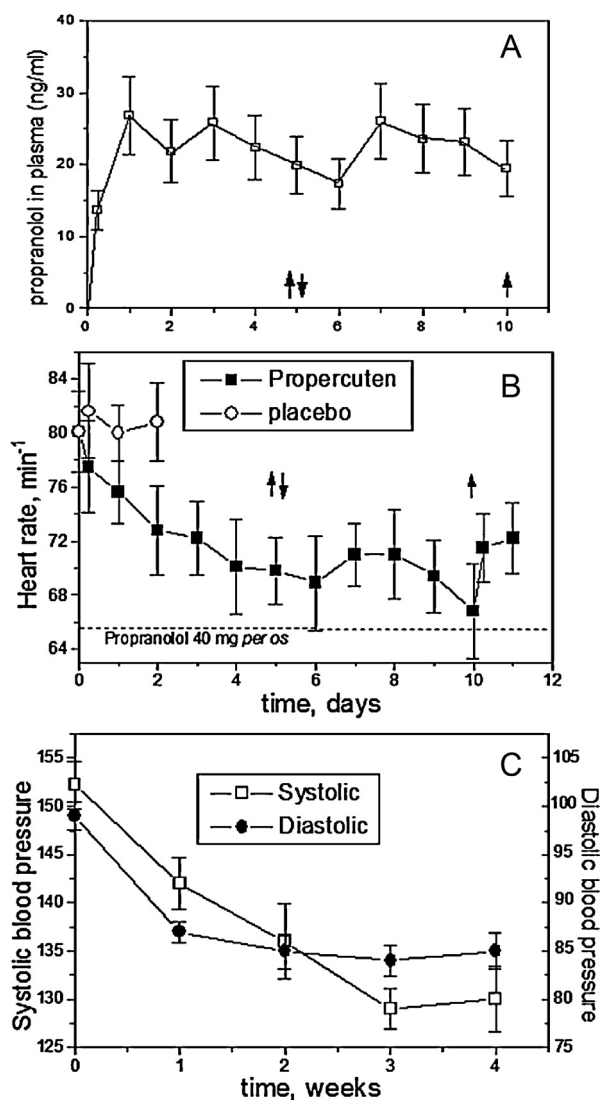 A
propranolol in plasma (ng/ml)
40
30
20
10
0
0 2 4 6 8 10
B
Propercuten
placebo
Heart rate, min-1
84
80
76
72
68
64
Propranolol 40 mg per os
0 2 4 6 8 10 12
time, days
C
Systolic
Diastolic
Systolic blood pressure
155
150
145
140
135
130
125
105
100
95
90
85
80
75
Diastolic blood pressure
0 1 2 3 4
time, weeks